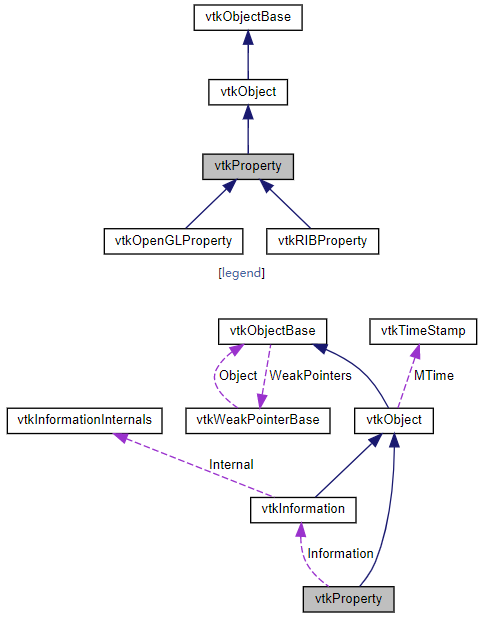 vtkObjectBase
vtkObject
vtkProperty
vtkOpenGLProperty vtkRIBProperty
[legend]
vtkObjectBase vtkTimeStamp
Object WeakPointers MTime
vtkInformationInternals vtkWeakPointerBase vtkObject
Internal
vtkInformation
Information
vtkProperty